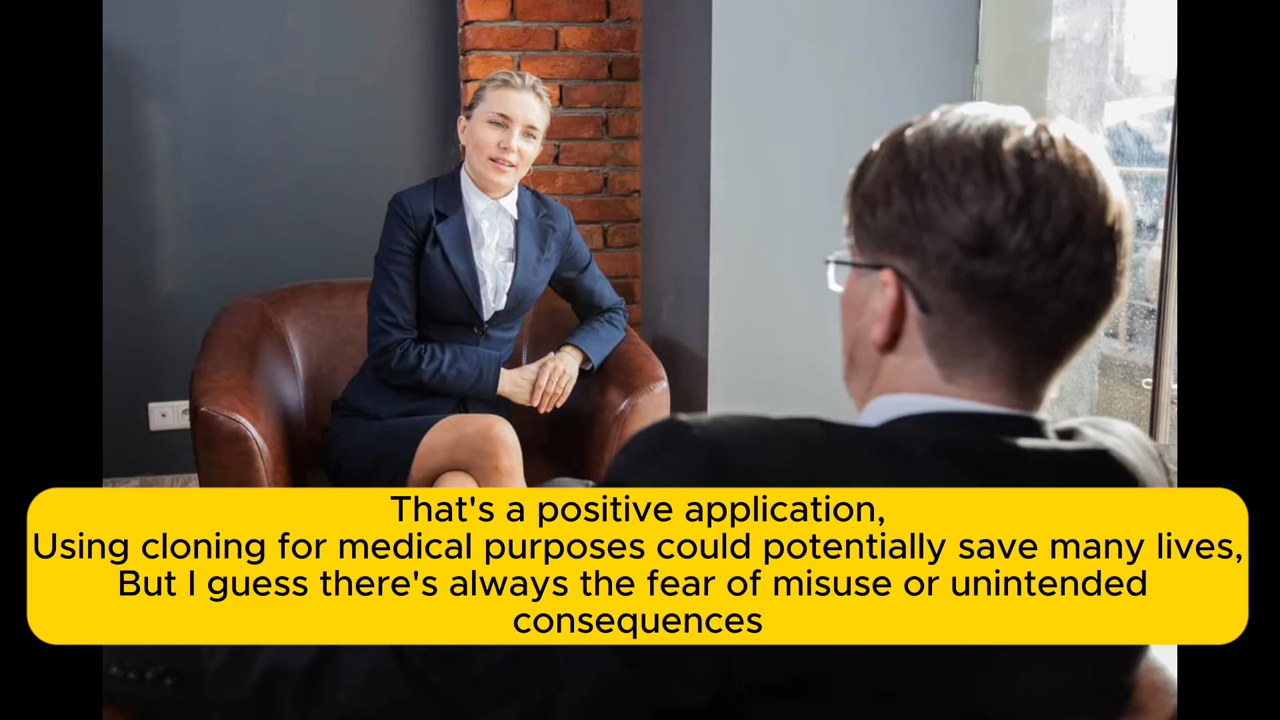 That's a positive application,
Using cloning for medical purposes could potentially save many lives,
But I guess there's always the fear of misuse or unintended
consequences